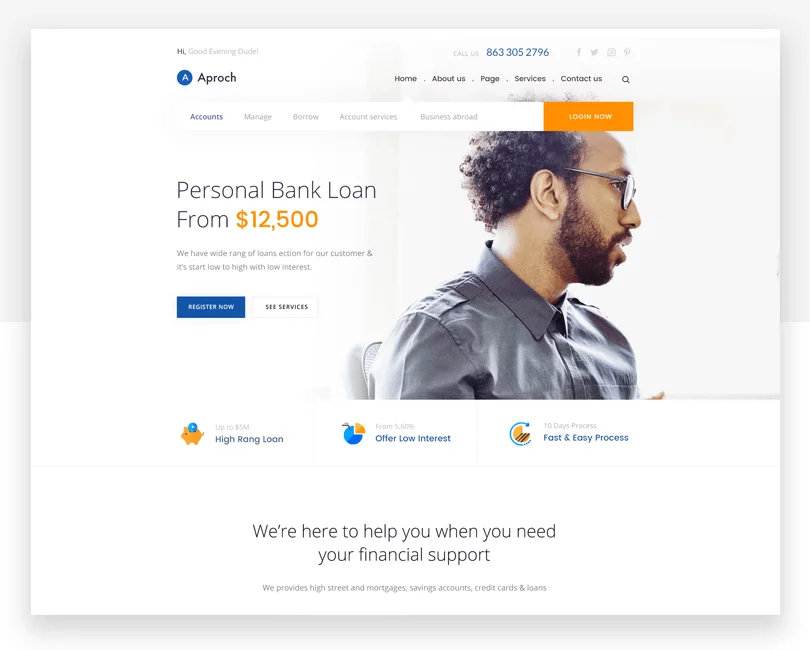 Hi, Good Evening Dude!
CALL US 863 305 2796
A Aproch
Home . About us . Page . Services . Contact us
Accounts Manage Borrow Account services Business abroad LOGIN NOW
Personal Bank Loan
From $12,500
We have wide rang of loans ection for our customer &
it's start low to high with low interest.
REGISTER NOW SEE SERVICES
Up to $5M
High Rang Loan
From 5.60%
Offer Low Interest
10 Days Process
Fast & Easy Process
We're here to help you when you need
your financial support
We provides high street and mortgages, savings accounts, credit cards & loans